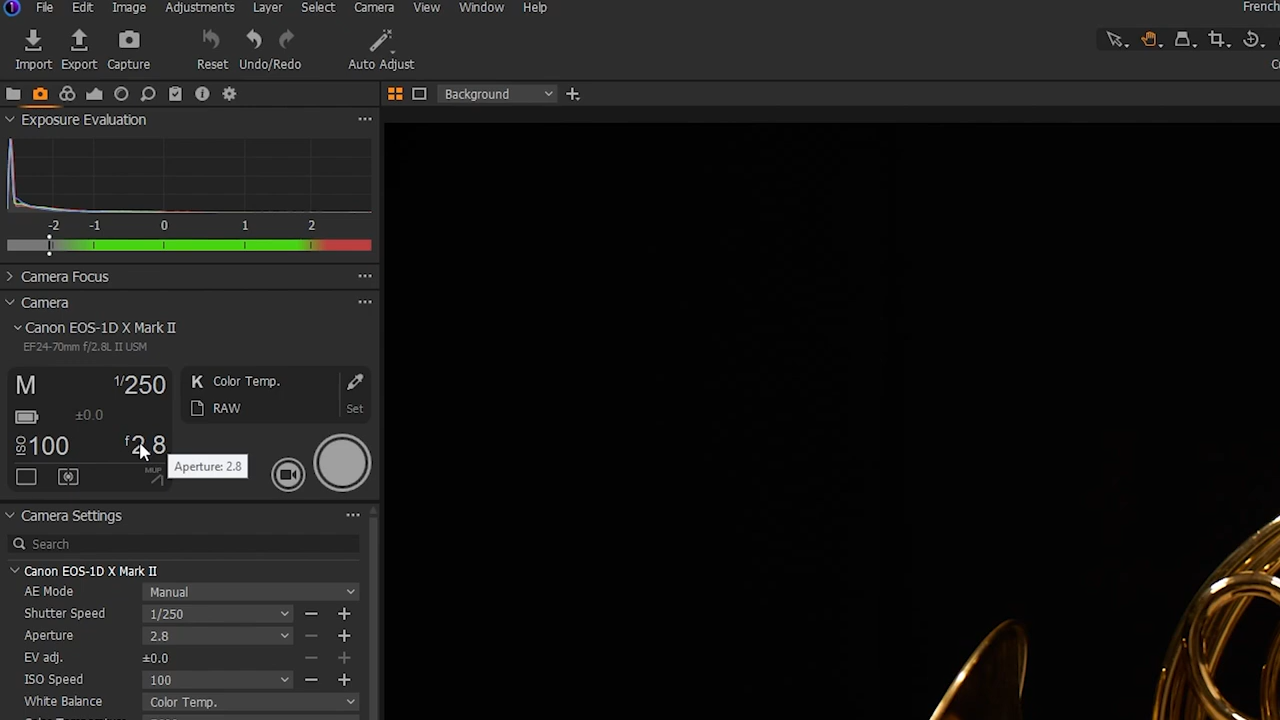 File Edit Image Adjustments Layer Select Camera View Window Help
French
Import Export Capture Reset Undo/Redo Auto Adjust
Background
Exposure Evaluation
-2 -1 0 1 2
Camera Focus
Camera
Canon EOS-1D X Mark II
EF24-70mm f/2.8L II USM
M 1/250
K Color Temp.
±0.0
RAW
Set
ISO 100 f 2.8
Aperture: 2.8
MUP
Camera Settings
Search
Canon EOS-1D X Mark II
AE Mode Manual
Shutter Speed 1/250
Aperture 2.8
EV adj. ±0.0
ISO Speed 100
White Balance Color Temp.